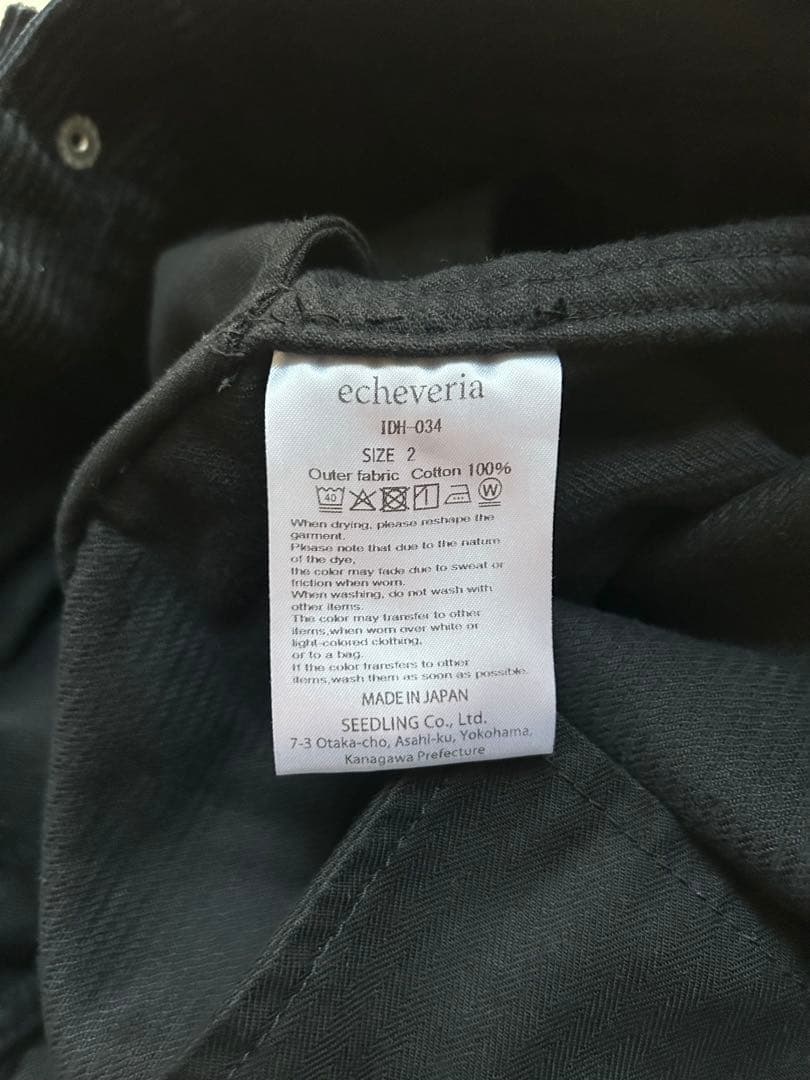 echeveria
IDH-034
SIZE 2
Outer fabric Cotton 100%
40 W
When drying, please reshape the
garment.
Please note that due to the nature
of the dye,
the color may fade due to sweat or
friction when worn.
When washing, do not wash with
other items.
The color may transfer to other
items,when worn over white or
light-colored clothing,
or to a bag.
If the color transfers to other
items,wash them as soon as possible.
MADE IN JAPAN
SEEDLING Co., Ltd.
7-3 Otaka-cho, Asahi-ku, Yokohama,
Kanagawa Prefecture